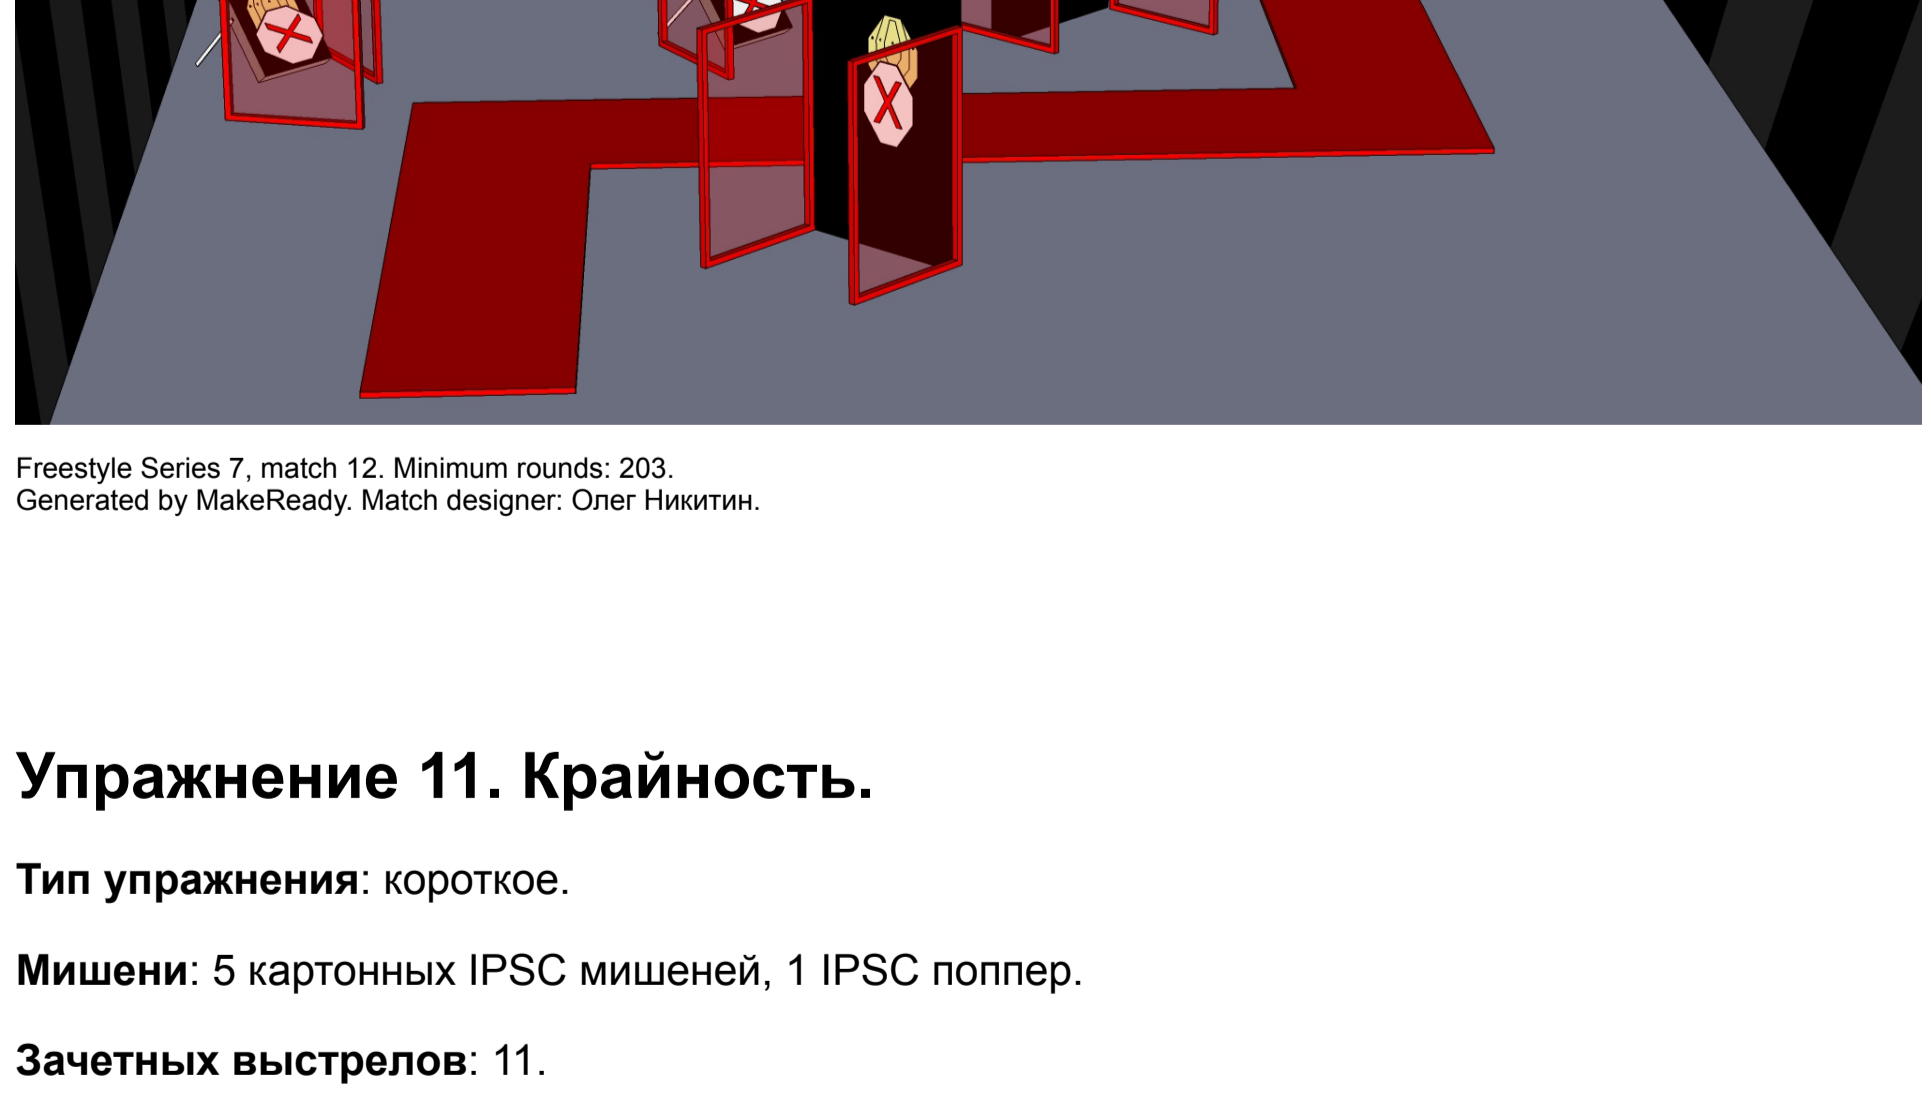 Freestyle Series 7, match 12. Minimum rounds: 203.
Generated by MakeReady. Match designer: Олег Никитин.
Упражнение 11. Крайность.
Тип упражнения: короткое.
Мишени: 5 картонных IPSC мишеней, 1 IPSC поппер.
Зачетных выстрелов: 11.